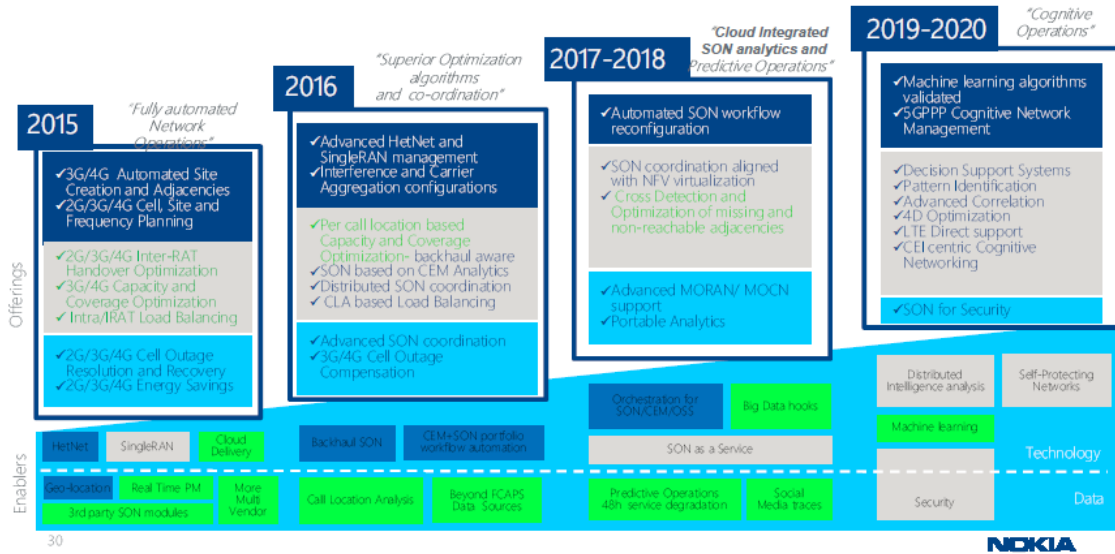 2015
"Fully automated
Network
Operations"
✓3G/4G Automated Site
Creation and Adjacencies
✓2G/3G/4G Cell, Site and
Frequency Planning
✓2G/3G/4G Inter-RAT
Handover Optimization
✓3G/4G Capacity and
Coverage Optimization
✓Intra/IRAT Load Balancing
✓2G/3G/4G Cell Outage
Resolution and Recovery
✓2G/3G/4G Energy Savings
2016
"Superior Optimization
algorithms
and co-ordination"
✓Advanced HetNet and
SingleRAN management
✓Interference and Carrier
Aggregation configurations
✓Per call location based
Capacity and Coverage
Optimization- backhaul aware
✓SON based on CEM Analytics
✓Distributed SON coordination
✓CLA based Load Balancing
✓Advanced SON coordination
✓3G/4G Cell Outage
Compensation
2017-2018
"Cloud Integrated
SON analytics and
Predictive Operations"
✓Automated SON workflow
reconfiguration
✓SON coordination aligned
with NFV virtualization
✓Cross Detection and
Optimization of missing and
non-reachable adjacencies
✓Advanced MORAN/ MOCN
support
✓Portable Analytics
2019-2020
"Cognitive
Operations"
✓Machine learning algorithms
validated
✓5GPPP Cognitive Network
Management
✓Decision Support Systems
✓Pattern Identification
✓Advanced Correlation
✓4D Optimization
✓LTE Direct support
✓CEI centric Cognitive
Networking
✓SON for Security
Offerings
Enablers
HetNet
SingleRAN
Cloud
Delivery
Backhaul SON
CEM+SON portfolio
workflow automation
Orchestration for
SON/CEM/OSS
Big Data hooks
SON as a Service
Distributed
Intelligence analysis
Self-Protecting
Networks
Machine learning
Technology
Geo-location
Real Time PM
More
Multi
Vendor
3rd party SON modules
Call Location Analysis
Beyond FCAPS
Data Sources
Predictive Operations
48h service degradation
Social
Media traces
Security
Data
30
NOKIA